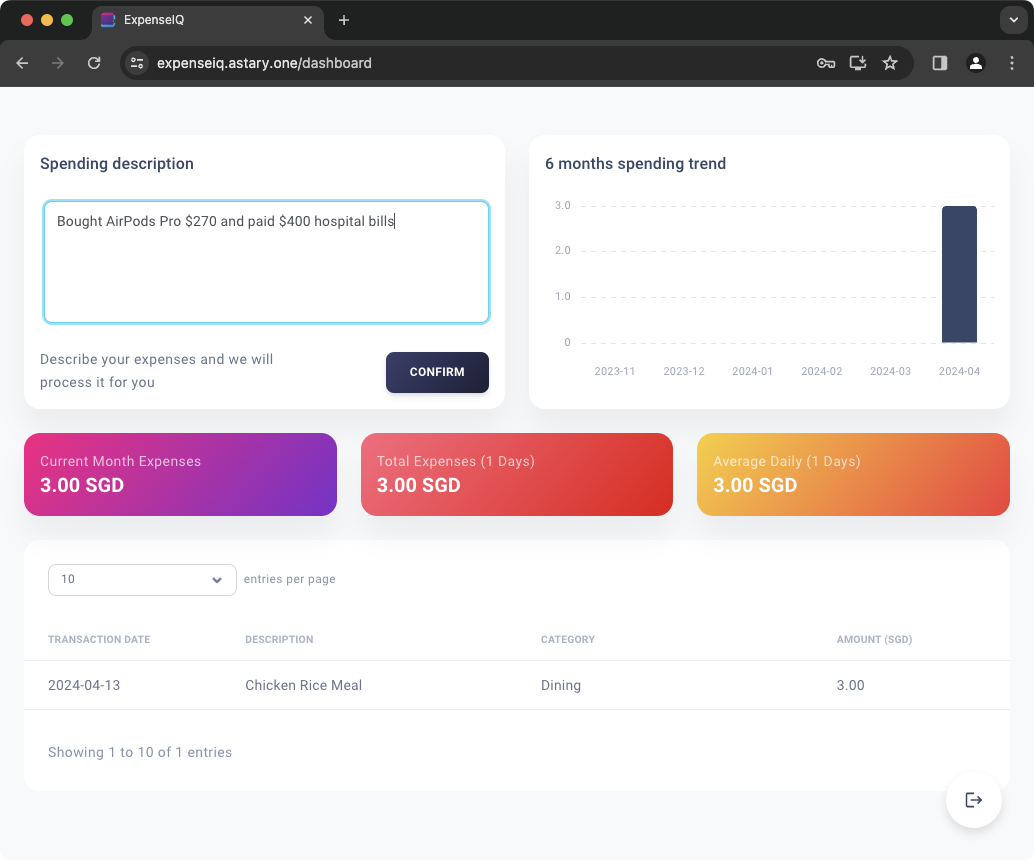 ExpenseIQ
expenseiq.astary.one/dashboard
Spending description
Bought AirPods Pro $270 and paid $400 hospital bills
Describe your expenses and we will
process it for you
CONFIRM
6 months spending trend
3.0
2.0
1.0
0
2023-11 2023-12 2024-01 2024-02 2024-03 2024-04
Current Month Expenses
3.00 SGD
Total Expenses (1 Days)
3.00 SGD
Average Daily (1 Days)
3.00 SGD
10 entries per page
TRANSACTION DATE DESCRIPTION CATEGORY AMOUNT (SGD)
2024-04-13 Chicken Rice Meal Dining 3.00
Showing 1 to 10 of 1 entries